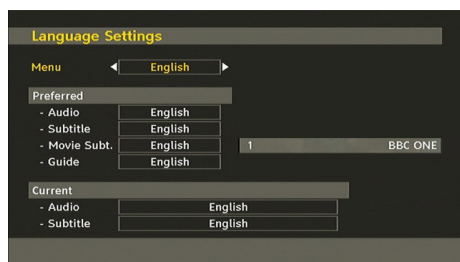 Language Settings
Menu English
Preferred
- Audio English
- Subtitle English
- Movie Subt. English 1 BBC ONE
- Guide English
Current
- Audio English
- Subtitle English